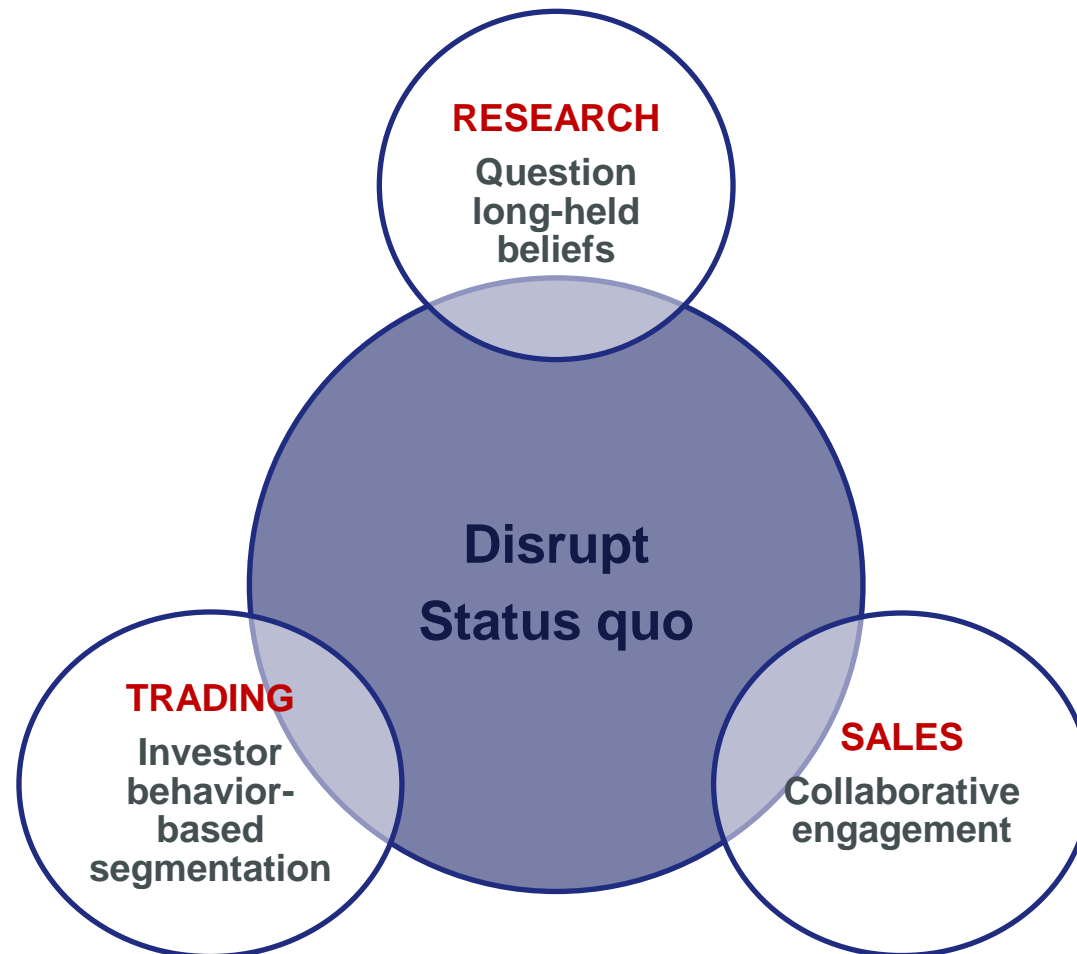 RESEARCH
Question
long-held
beliefs
Disrupt
Status quo
TRADING
Investor
behavior-
based
segmentation
SALES
Collaborative
engagement